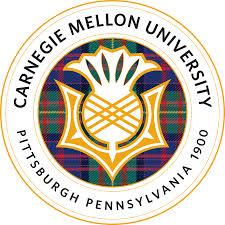 CARNEGIE MELLON UNIVERSITY
PITTSBURGH PENNSYLVANIA 1900